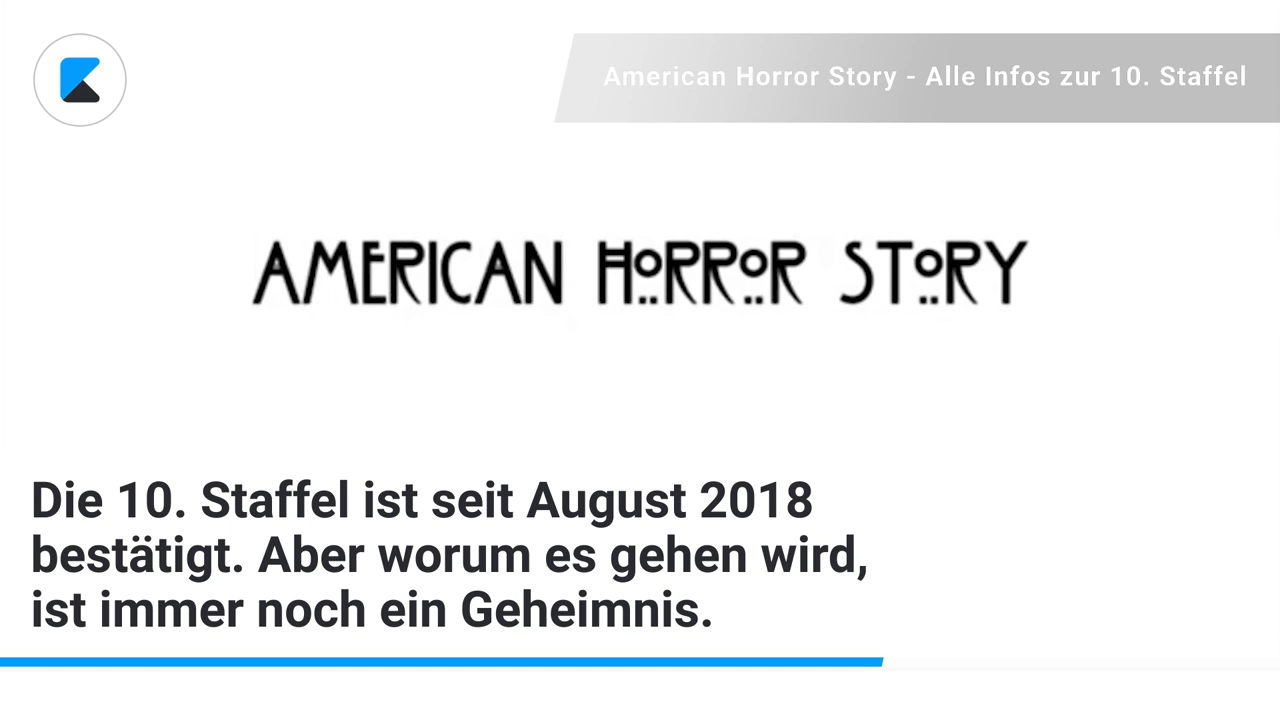 American Horror Story - Alle Infos zur 10. Staffel
AMERICAN HORROR STORY
Die 10. Staffel ist seit August 2018
bestätigt. Aber worum es gehen wird,
ist immer noch ein Geheimnis.